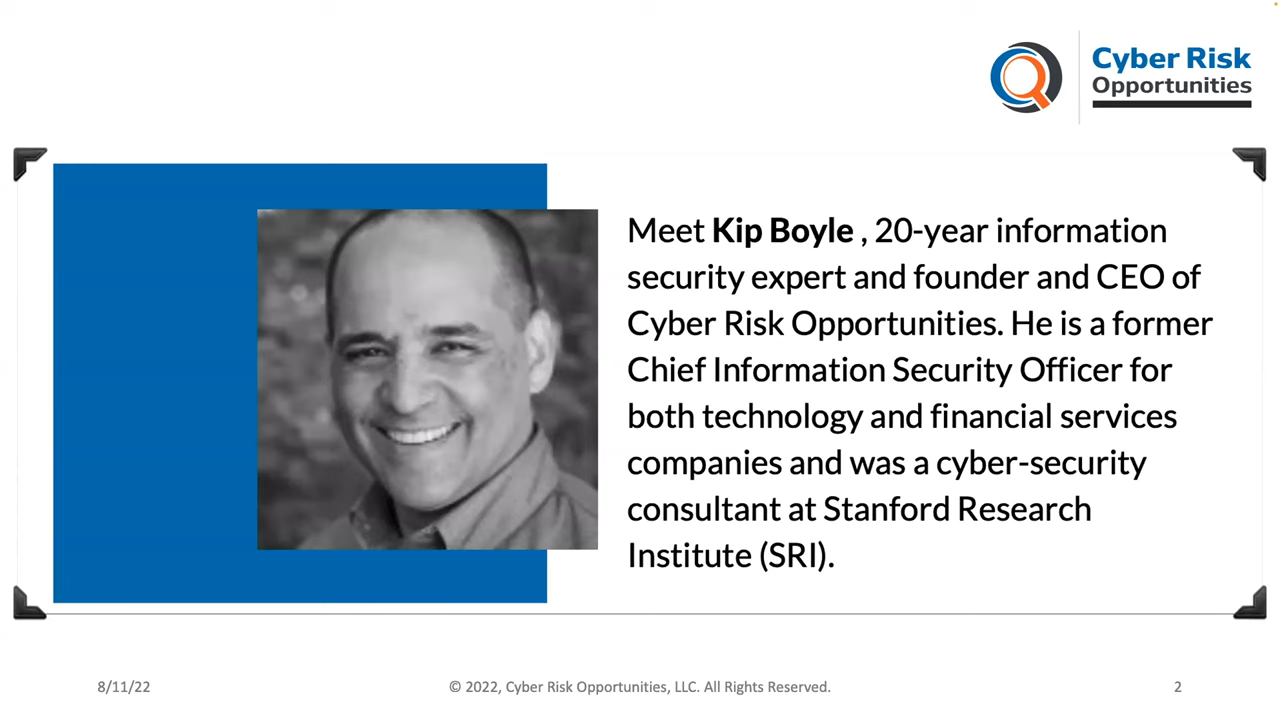 Cyber Risk
Opportunities
Meet Kip Boyle , 20-year information
security expert and founder and CEO of
Cyber Risk Opportunities. He is a former
Chief Information Security Officer for
both technology and financial services
companies and was a cyber-security
consultant at Stanford Research
Institute (SRI).
8/11/22
© 2022, Cyber Risk Opportunities, LLC. All Rights Reserved.
2